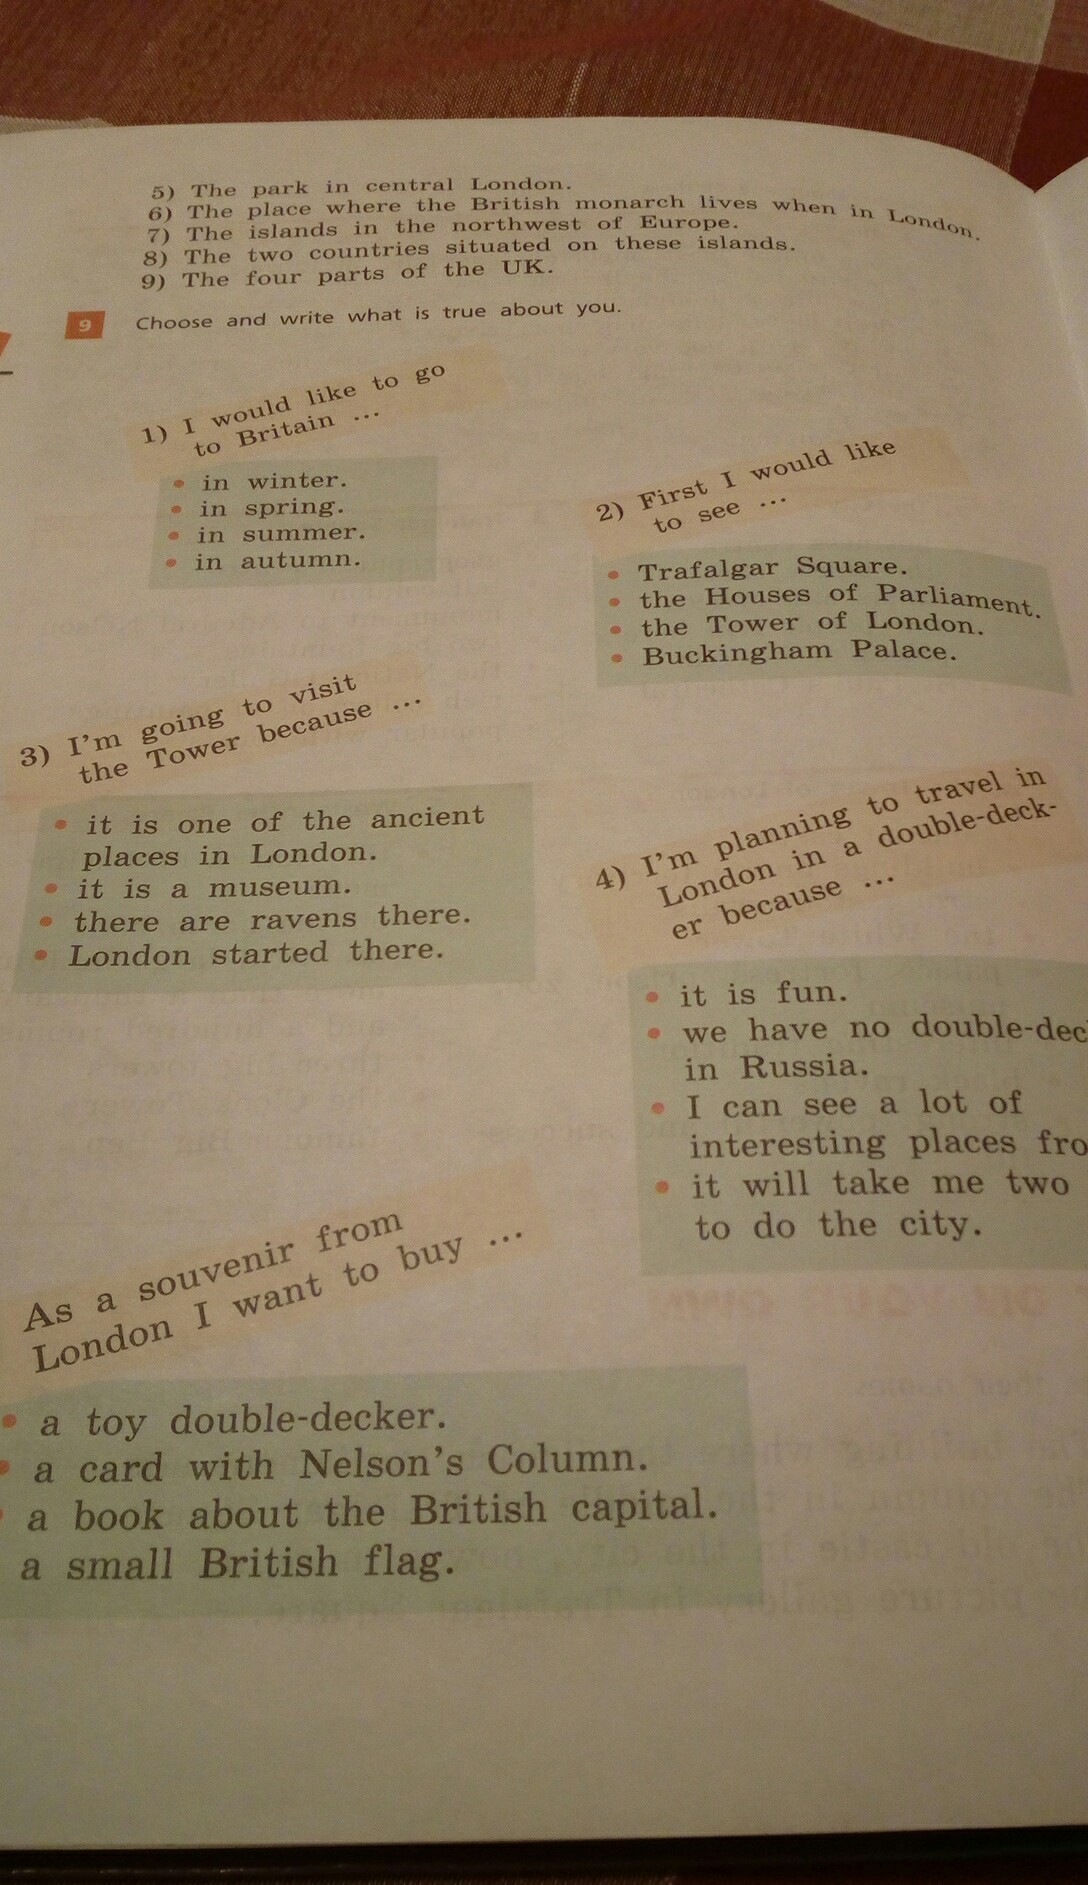 5) The park in central London.
6) The place where the British monarch lives when in London.
7) The islands in the northwest of Europe.
8) The two countries situated on these islands.
9) The four parts of the UK.
9 Choose and write what is true about you.
1) I would like to go
to Britain ...
• in winter.
• in spring.
• in summer.
• in autumn.
2) First I would like
to see ...
• Trafalgar Square.
• the Houses of Parliament.
• the Tower of London.
• Buckingham Palace.
3) I'm going to visit
the Tower because ...
• it is one of the ancient
places in London.
• it is a museum.
• there are ravens there.
• London started there.
4) I'm planning to travel in
London in a double-deck-
er because ...
• it is fun.
• we have no double-dec
in Russia.
• I can see a lot of
interesting places fro
• it will take me two
to do the city.
As a souvenir from
London I want to buy ...
• a toy double-decker.
• a card with Nelson's Column.
• a book about the British capital.
a small British flag.